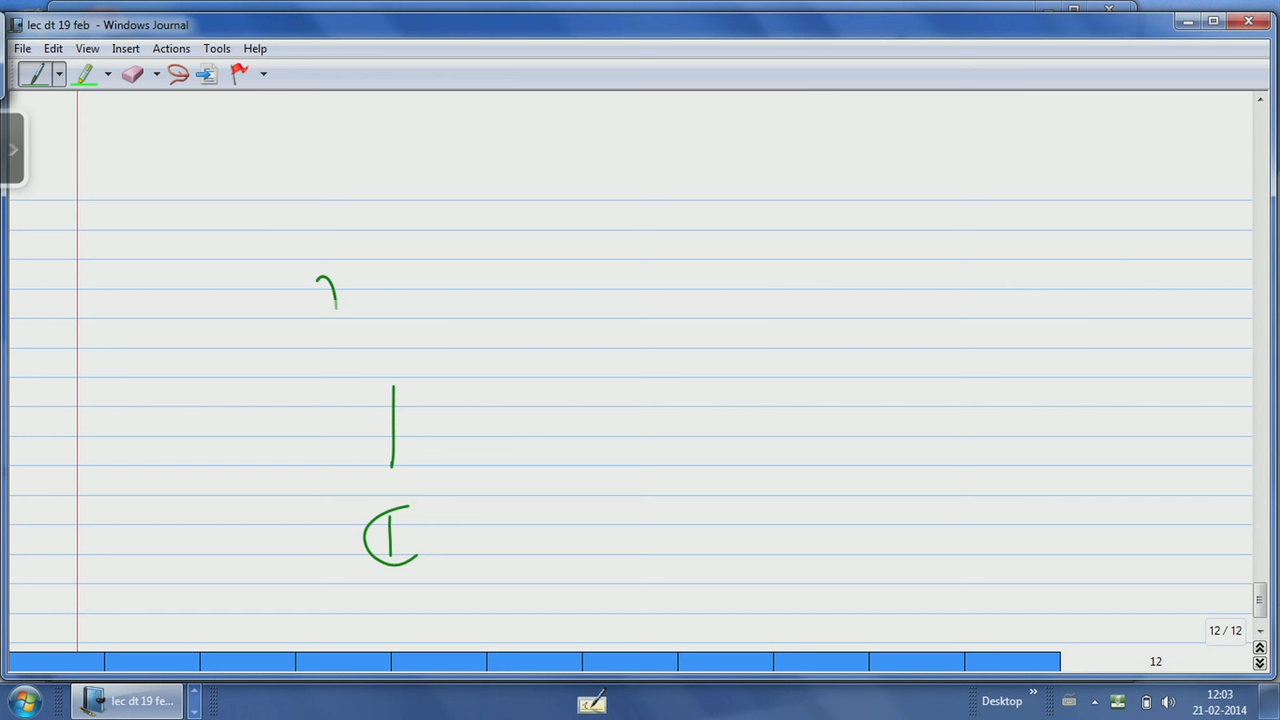 lec dt 19 feb - Windows Journal
File Edit View Insert Actions Tools Help
ℂ
12 / 12
12
lec dt 19 fe...
Desktop »
12:03
21-02-2014